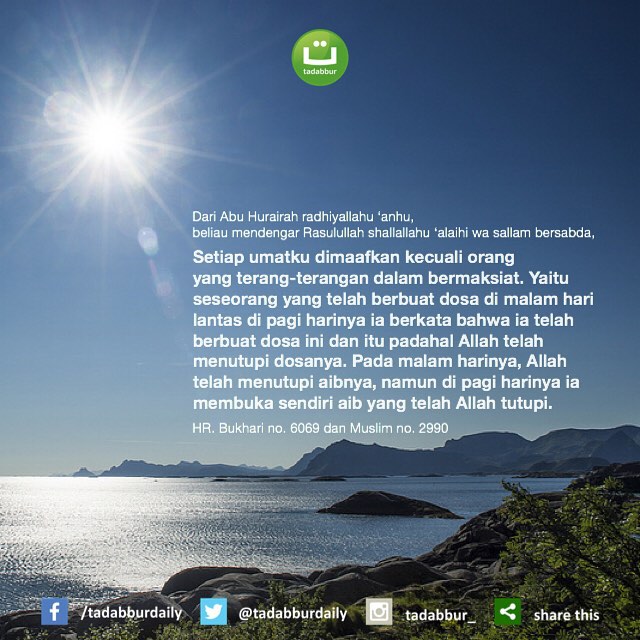 ت
tadabbur
Dari Abu Hurairah radhiyallahu ‘anhu,
beliau mendengar Rasulullah shallallahu ‘alaihi wa sallam bersabda,
Setiap umatku dimaafkan kecuali orang
yang terang-terangan dalam bermaksiat. Yaitu
seseorang yang telah berbuat dosa di malam hari
lantas di pagi harinya ia berkata bahwa ia telah
berbuat dosa ini dan itu padahal Allah telah
menutupi dosanya. Pada malam harinya, Allah
telah menutupi aibnya, namun di pagi harinya ia
membuka sendiri aib yang telah Allah tutupi.
HR. Bukhari no. 6069 dan Muslim no. 2990
/tadabburdaily @tadabburdaily tadabbur_ share this